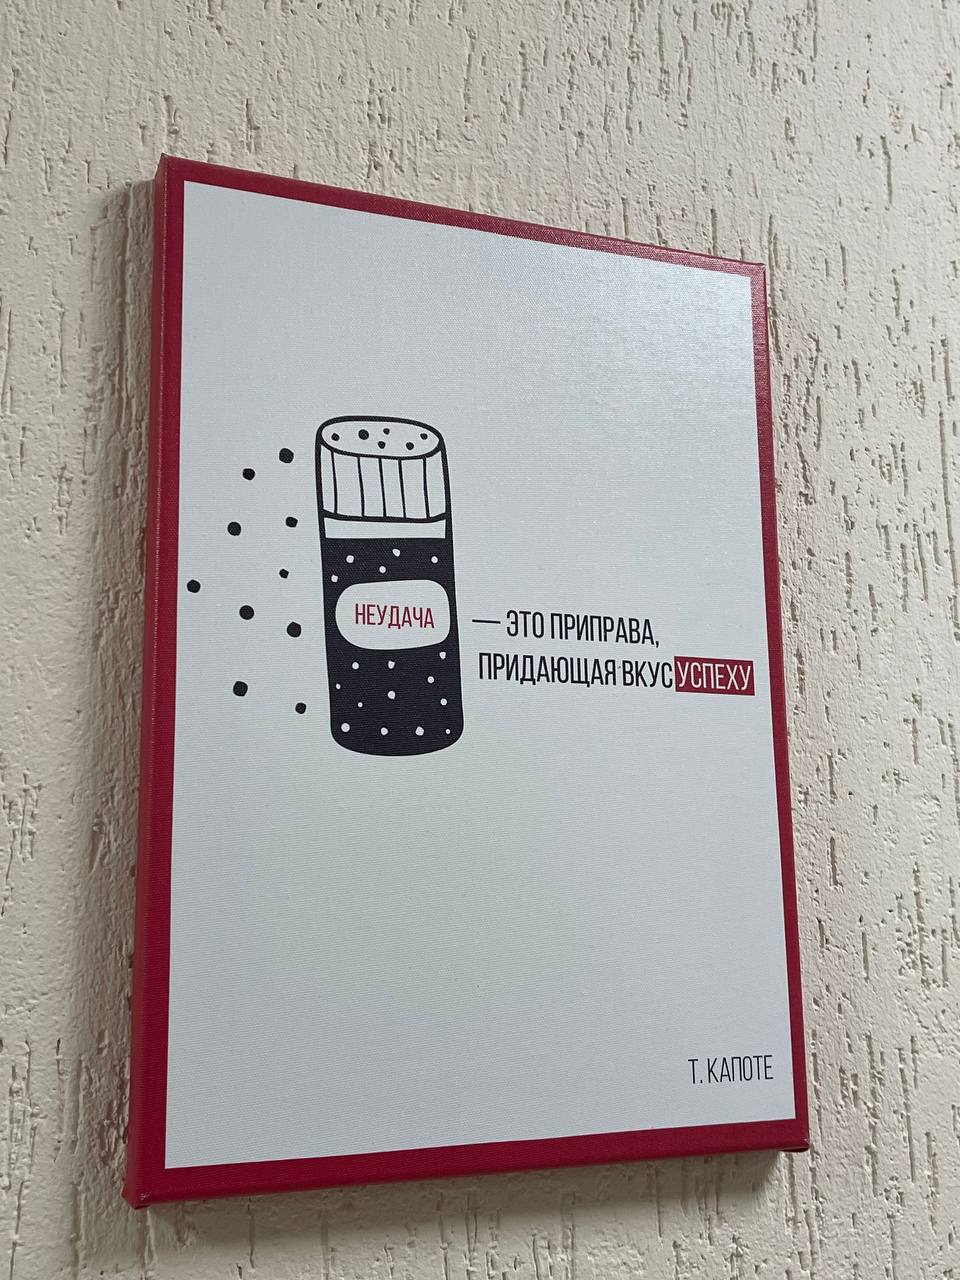 НЕУДАЧА
— ЭТО ПРИПРАВА,
ПРИДАЮЩАЯ ВКУС УСПЕХУ
Т. КАПОТЕ